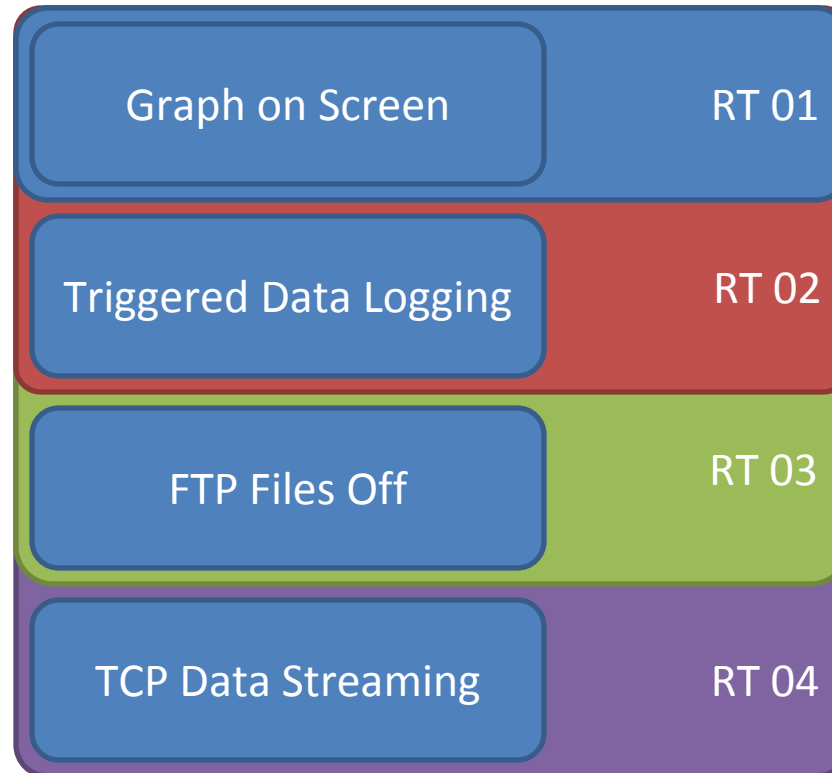 Graph on Screen RT 01
Triggered Data Logging RT 02
FTP Files Off RT 03
TCP Data Streaming RT 04